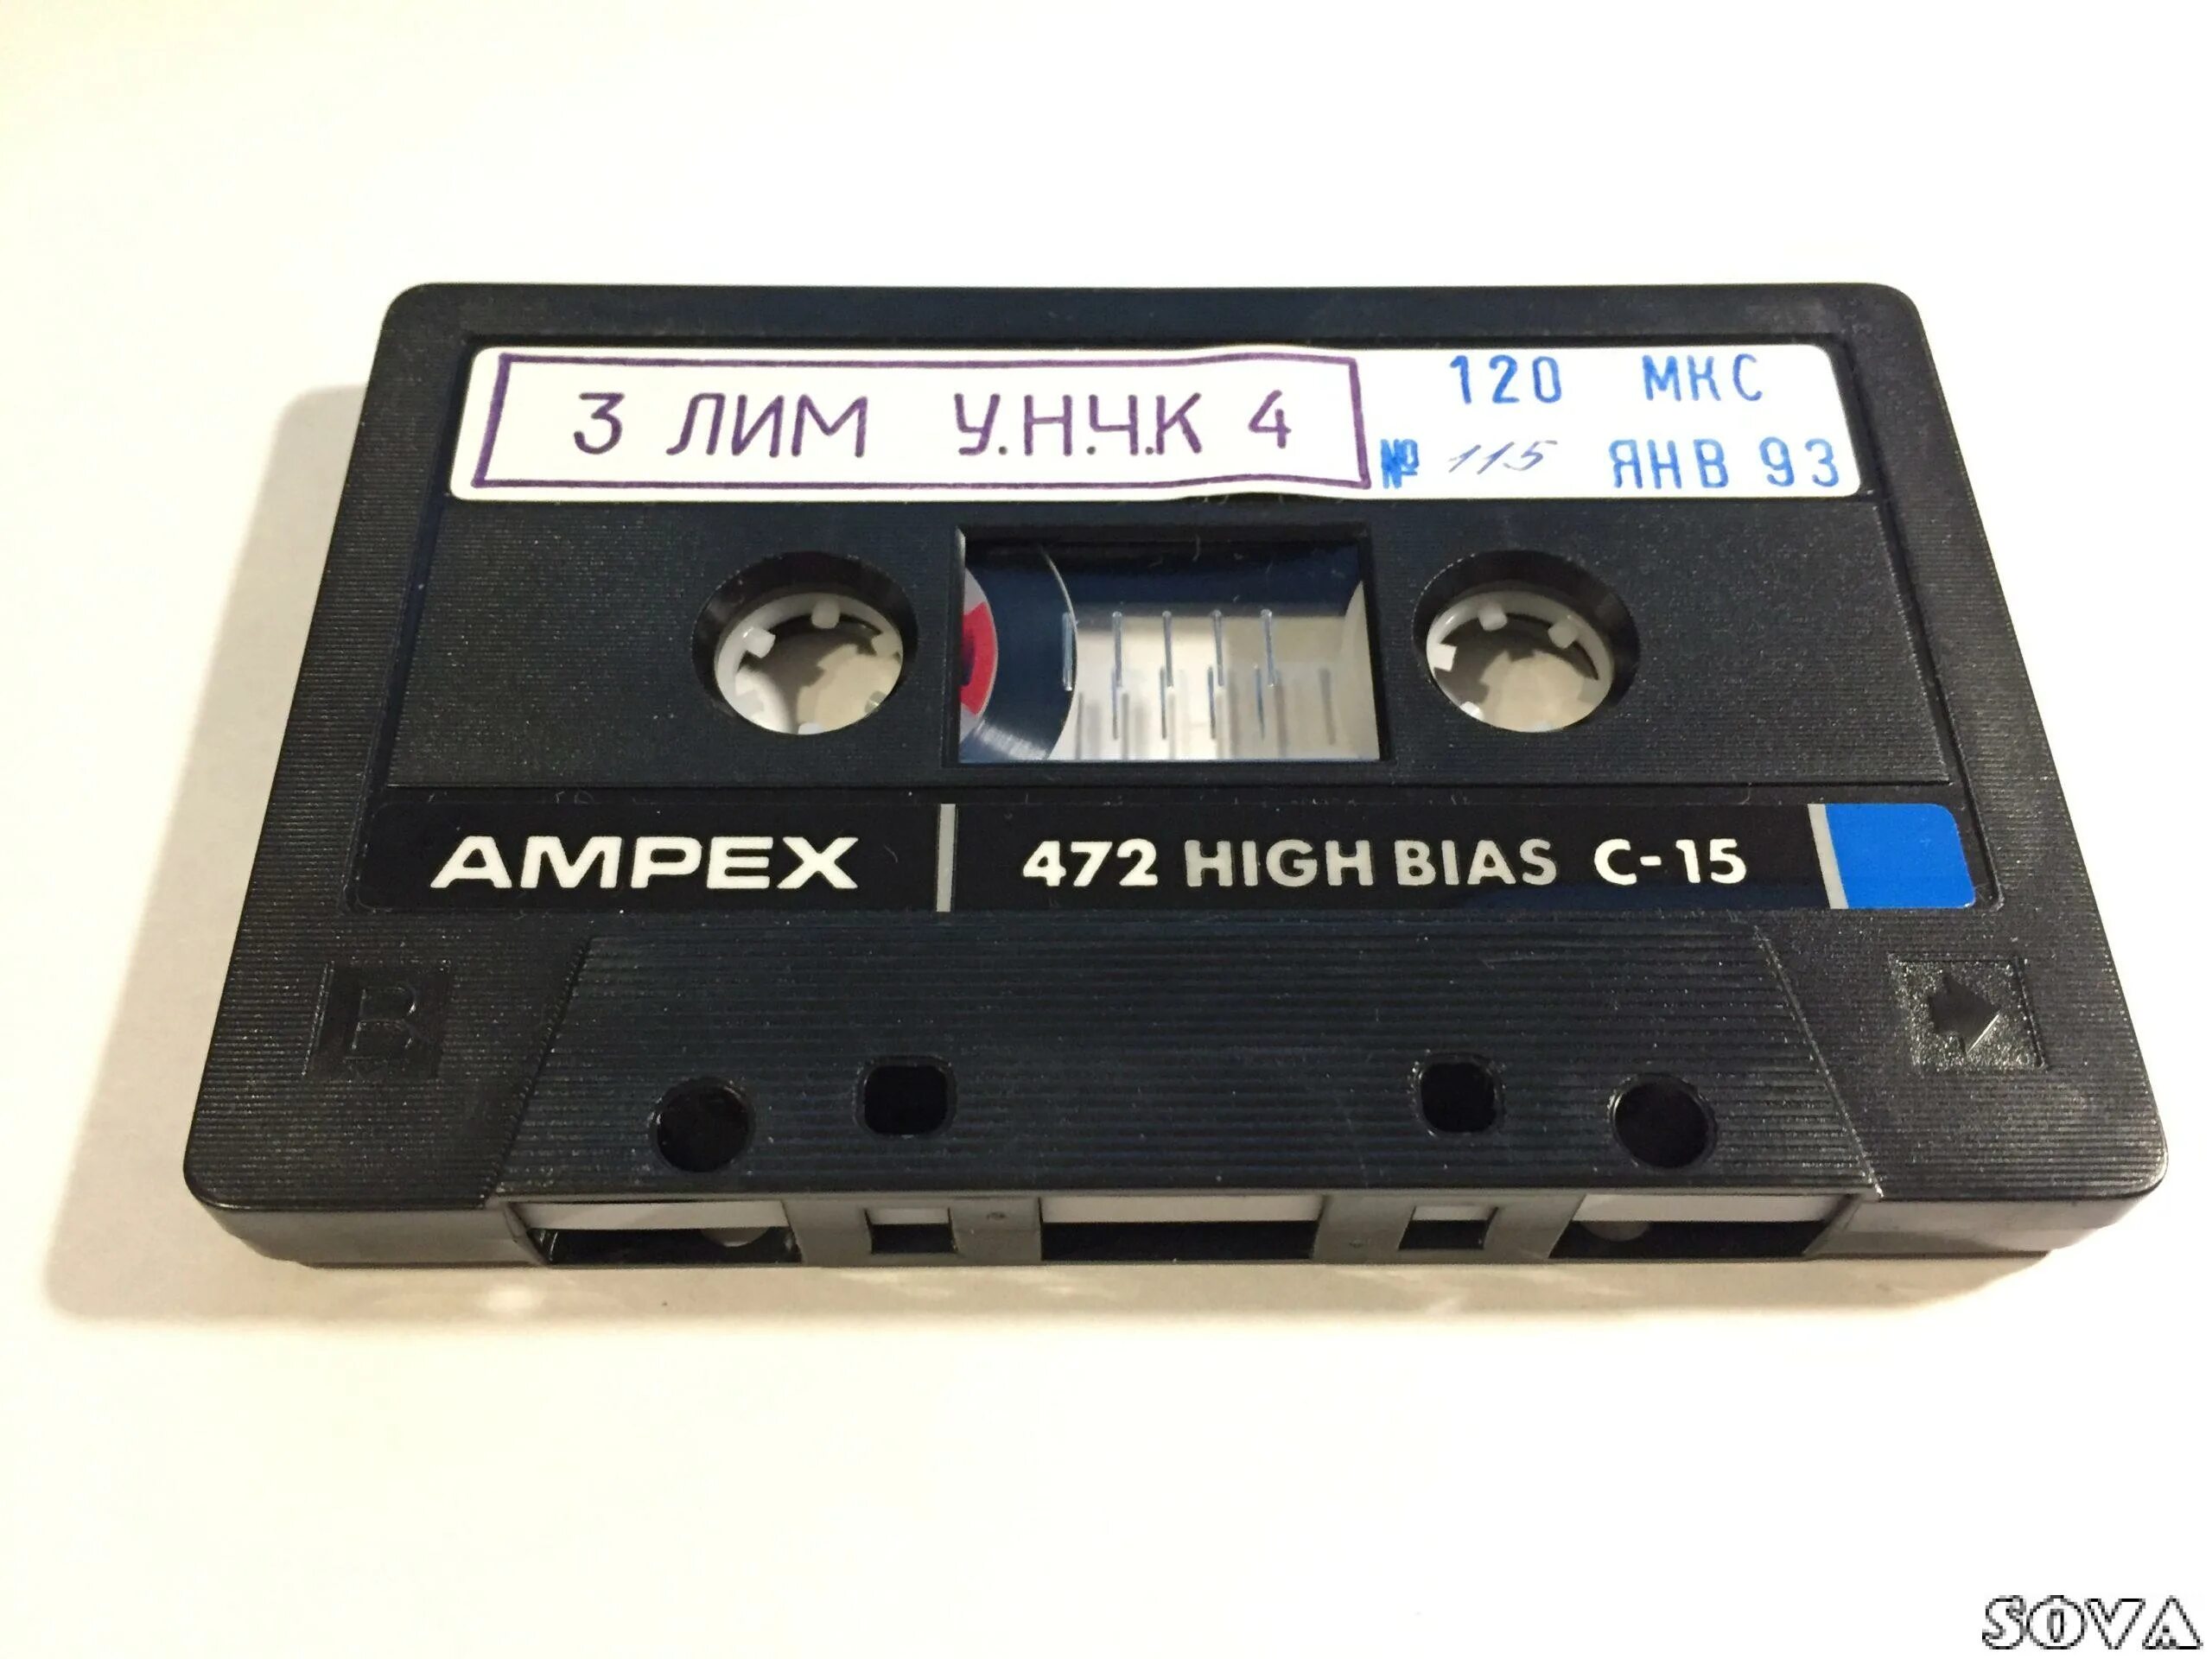 3 ЛИМ У.Н.Ч.К 4
120 МКС
№ 115 ЯНВ 93
AMPEX
472 HIGH BIAS C-15
B
SOVA